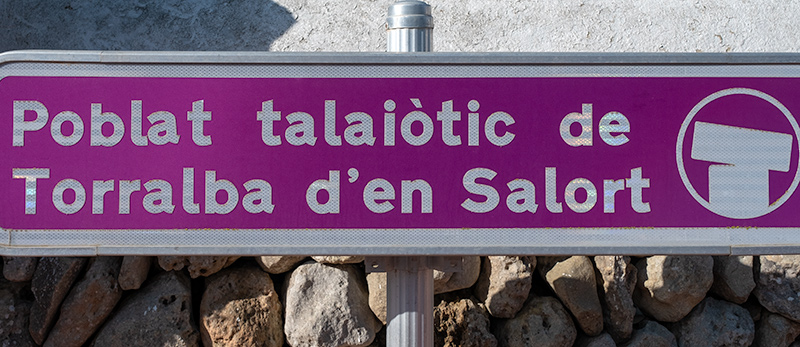 Poblat talaiòtic de
Torralba d'en Salort